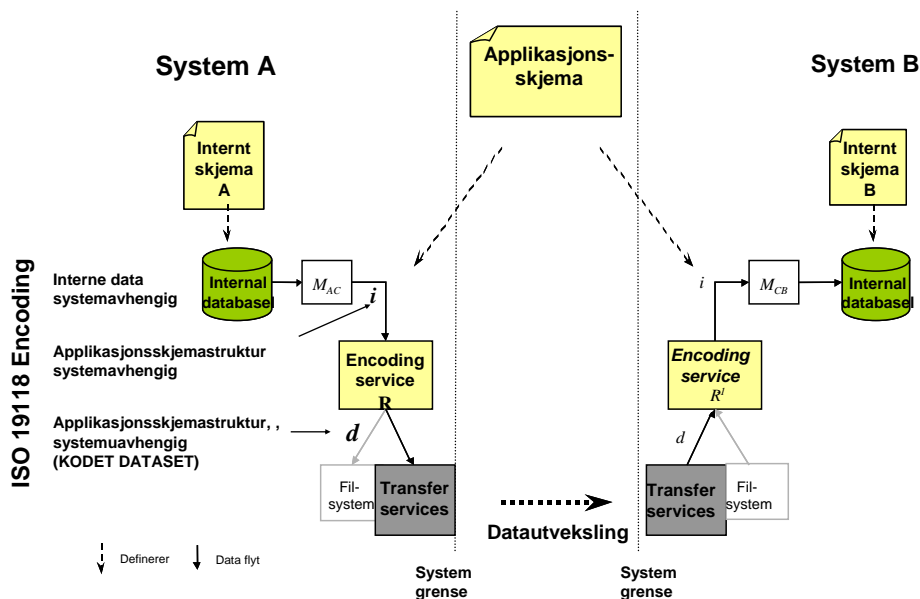 System A
Applikasjons-
skjema
System B
Internt
skjema
A
Internt
skjema
B
ISO 19118 Encoding
Interne data
systemavhengig
Internal
databasel
M_AC
i
i
M_CB
Internal
databasel
Applikasjonsskjemastruktur
systemavhengig
Encoding
service
R
Encoding
service
R^I
Applikasjonsskjemastruktur, ,
systemuavhengig
(KODET DATASET)
d
d
Fil-
system
Transfer
services
Datautveksling
Transfer
services
Fil-
system
Definerer
Data flyt
System
grense
System
grense